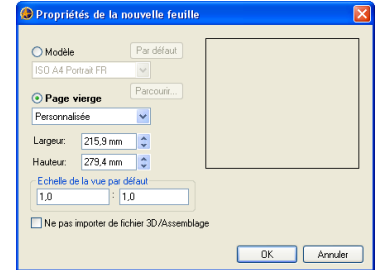 Propriétés de la nouvelle feuille
Modèle
Par défaut
ISO A4 Portrait FR
Page vierge
Parcourir...
Personnalisée
Largeur: 215,9 mm
Hauteur: 279,4 mm
Echelle de la vue par défaut
1,0 : 1,0
Ne pas importer de fichier 3D/Assemblage
OK Annuler